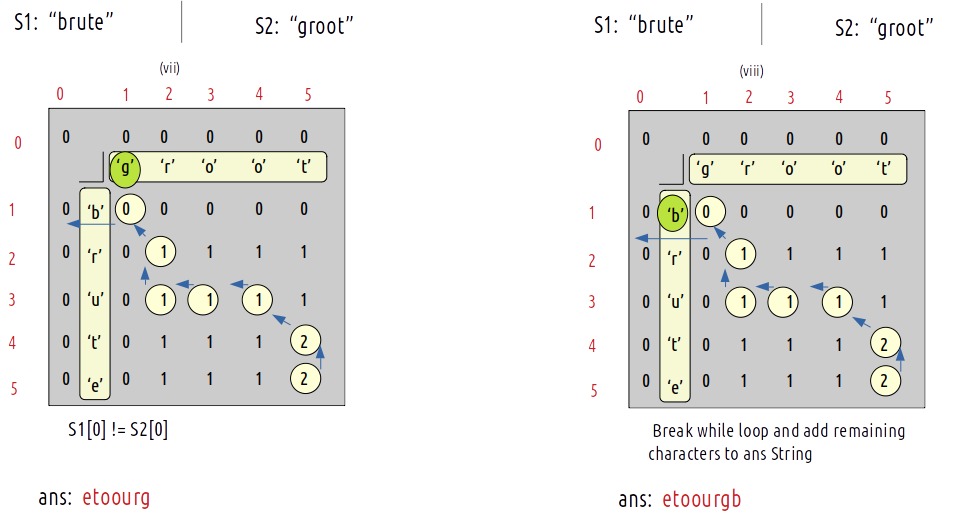 S1: “brute” S2: “groot”
(vii)
0 1 2 3 4 5
0 0 0 0 0 0 0
‘g’ ‘r’ ‘o’ ‘o’ ‘t’
1 0 ‘b’ 0 0 0 0 0
2 0 ‘r’ 0 1 1 1 1
3 0 ‘u’ 0 1 1 1 1
4 0 ‘t’ 0 1 1 1 2
5 0 ‘e’ 0 1 1 1 2
S1[0] != S2[0]
ans: etoourg
S1: “brute” S2: “groot”
(viii)
0 1 2 3 4 5
0 0 0 0 0 0 0
‘g’ ‘r’ ‘o’ ‘o’ ‘t’
1 0 ‘b’ 0 0 0 0 0
2 0 ‘r’ 0 1 1 1 1
3 0 ‘u’ 0 1 1 1 1
4 0 ‘t’ 0 1 1 1 2
5 0 ‘e’ 0 1 1 1 2
Break while loop and add remaining
characters to ans String
ans: etoourgb